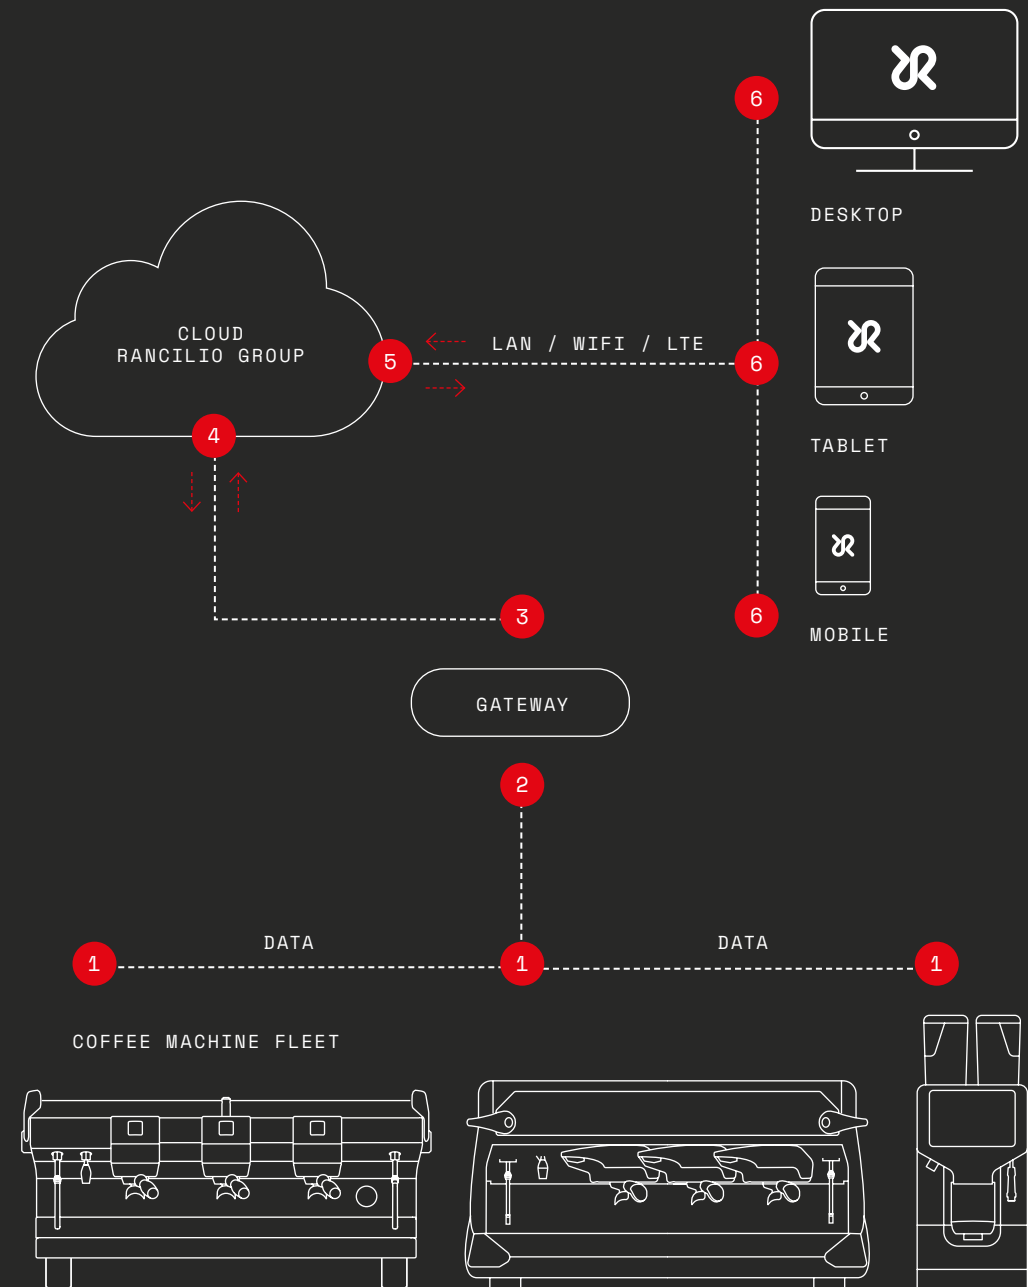 6
DESKTOP
CLOUD
RANCILIO GROUP
5
LAN / WIFI / LTE
6
TABLET
4
3
6
MOBILE
GATEWAY
2
DATA
DATA
1
1
1
COFFEE MACHINE FLEET